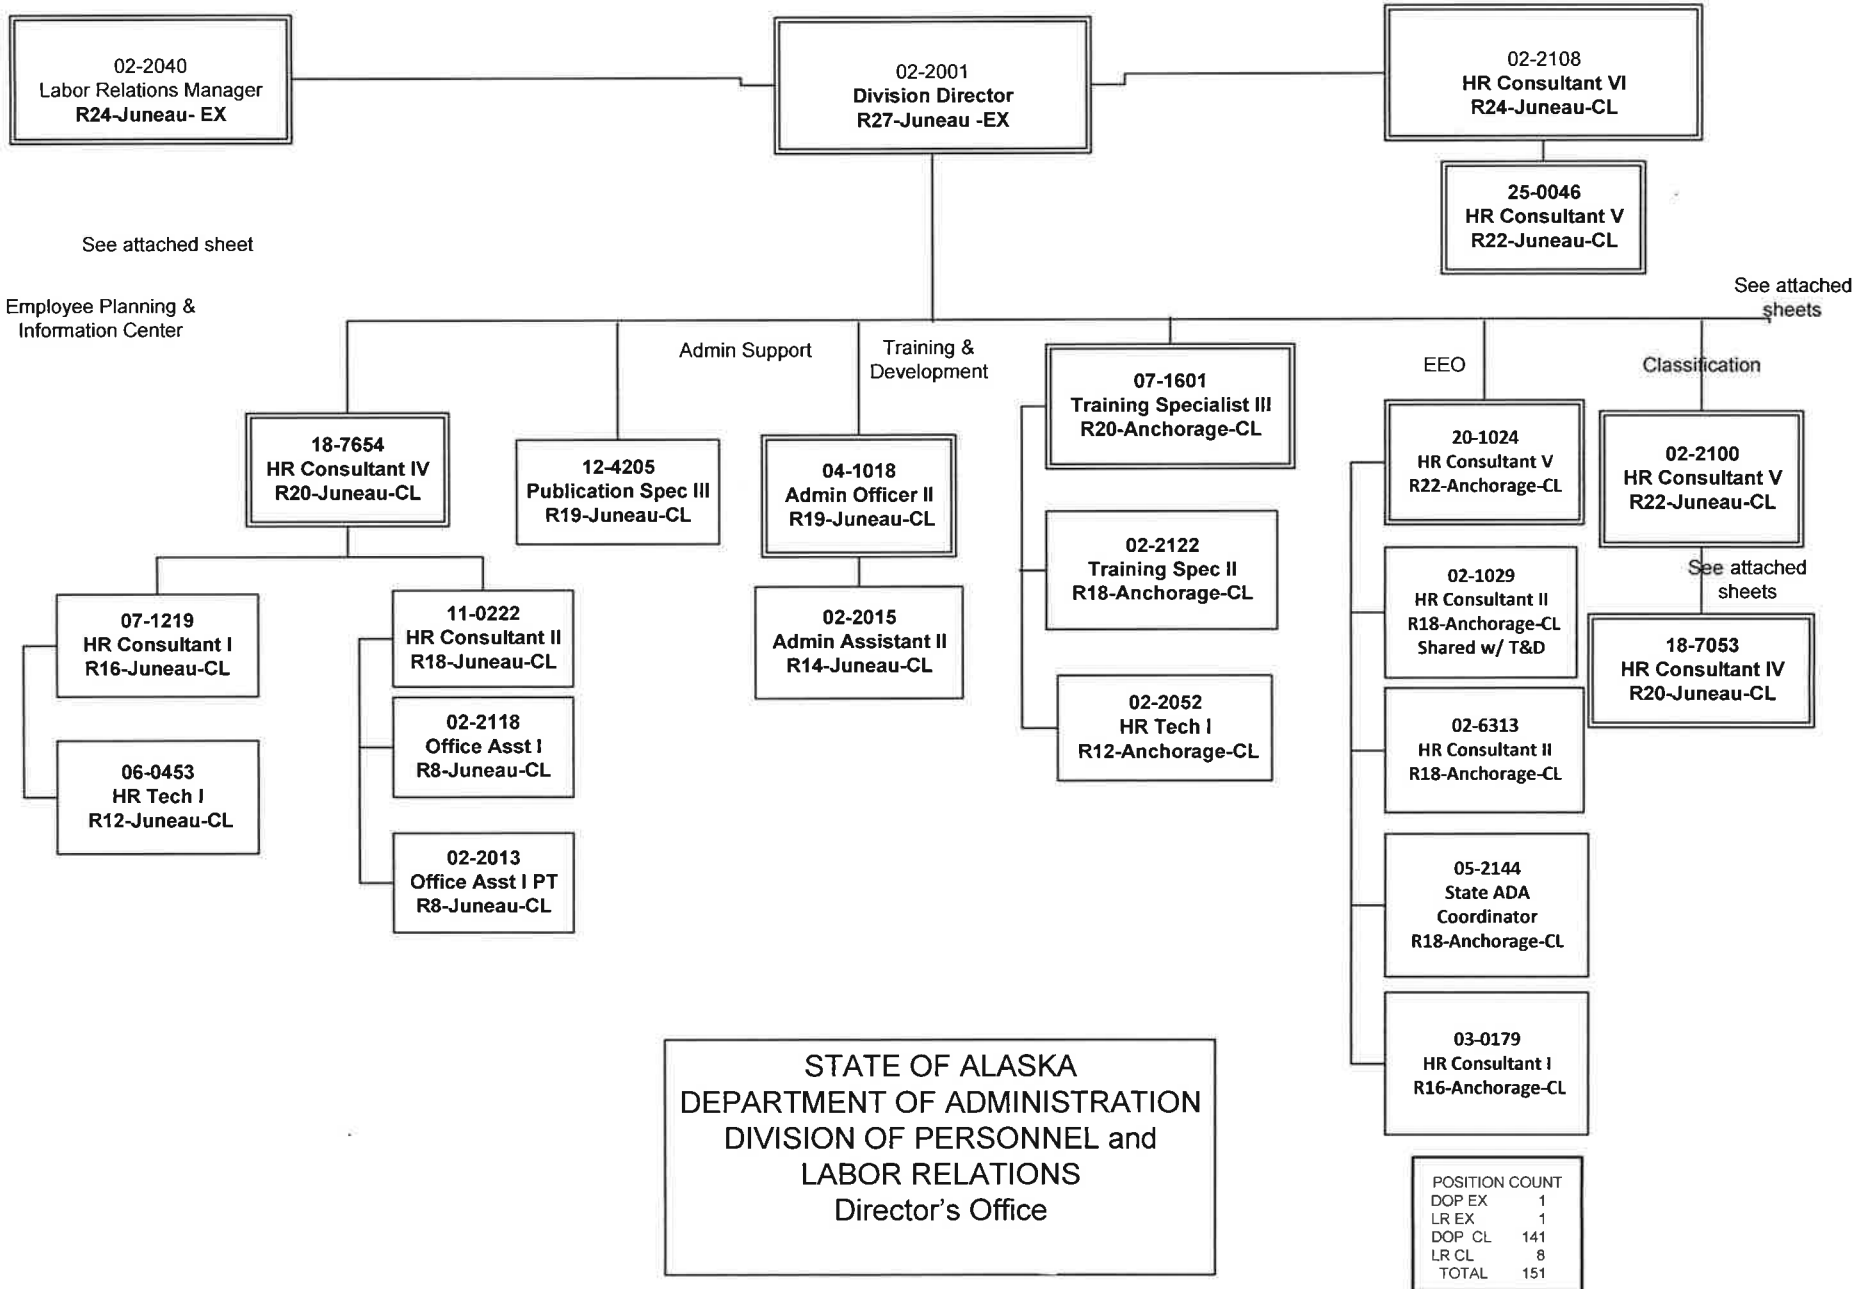 02-2040
Labor Relations Manager
R24-Juneau- EX
02-2001
Division Director
R27-Juneau -EX
02-2108
HR Consultant VI
R24-Juneau-CL
25-0046
HR Consultant V
R22-Juneau-CL
See attached sheet
See attached
sheets
Employee Planning &
Information Center
Admin Support
Training &
Development
EEO
Classification
18-7654
HR Consultant IV
R20-Juneau-CL
12-4205
Publication Spec III
R19-Juneau-CL
04-1018
Admin Officer II
R19-Juneau-CL
07-1601
Training Specialist III
R20-Anchorage-CL
20-1024
HR Consultant V
R22-Anchorage-CL
02-2100
HR Consultant V
R22-Juneau-CL
See attached
sheets
07-1219
HR Consultant I
R16-Juneau-CL
11-0222
HR Consultant II
R18-Juneau-CL
02-2015
Admin Assistant II
R14-Juneau-CL
02-2122
Training Spec II
R18-Anchorage-CL
02-1029
HR Consultant II
R18-Anchorage-CL
Shared w/ T&D
18-7053
HR Consultant IV
R20-Juneau-CL
06-0453
HR Tech I
R12-Juneau-CL
02-2118
Office Asst I
R8-Juneau-CL
02-2052
HR Tech I
R12-Anchorage-CL
02-6313
HR Consultant II
R18-Anchorage-CL
02-2013
Office Asst I PT
R8-Juneau-CL
05-2144
State ADA
Coordinator
R18-Anchorage-CL
03-0179
HR Consultant I
R16-Anchorage-CL
STATE OF ALASKA
DEPARTMENT OF ADMINISTRATION
DIVISION OF PERSONNEL and
LABOR RELATIONS
Director's Office
POSITION COUNT
DOP EX 1
LR EX 1
DOP CL 141
LR CL 8
TOTAL 151